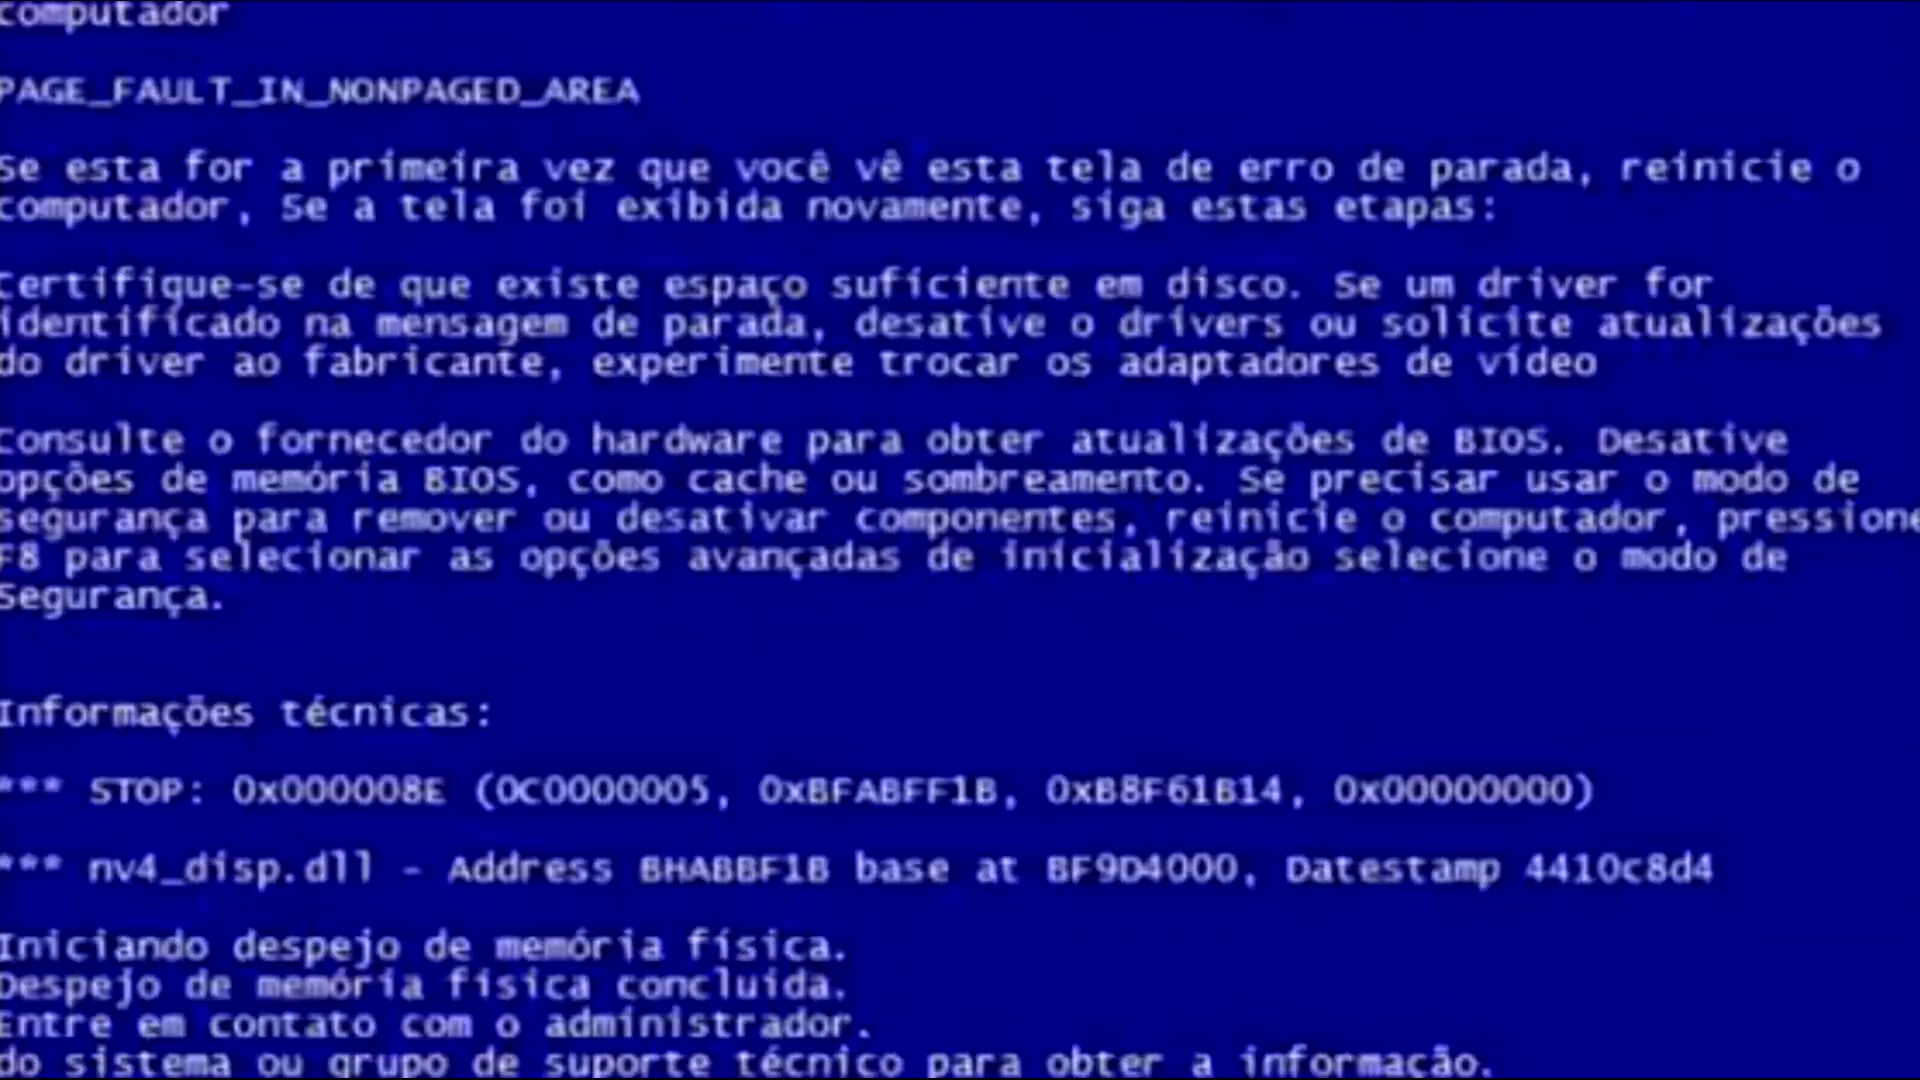 computador
PAGE_FAULT_IN_NONPAGED_AREA
Se esta for a primeira vez que você vê esta tela de erro de parada, reinicie o
computador, Se a tela foi exibida novamente, siga estas etapas:
Certifique-se de que existe espaço suficiente em disco. Se um driver for
identificado na mensagem de parada, desative o drivers ou solicite atualizações
do driver ao fabricante, experimente trocar os adaptadores de vídeo
Consulte o fornecedor do hardware para obter atualizações de BIOS. Desative
opções de memória BIOS, como cache ou sombreamento. Se precisar usar o modo de
segurança para remover ou desativar componentes, reinicie o computador, pressione
F8 para selecionar as opções avançadas de inicialização selecione o modo de
Segurança.
Informações técnicas:
*** STOP: 0x000008E (0C0000005, 0xBFABFF1B, 0xB8F61B14, 0x00000000)
*** nv4_disp.dll - Address BHABBF1B base at BF9D4000, Datestamp 4410c8d4
Iniciando despejo de memória física.
Despejo de memória física concluída.
Entre em contato com o administrador.
do sistema ou grupo de suporte técnico para obter a informação.